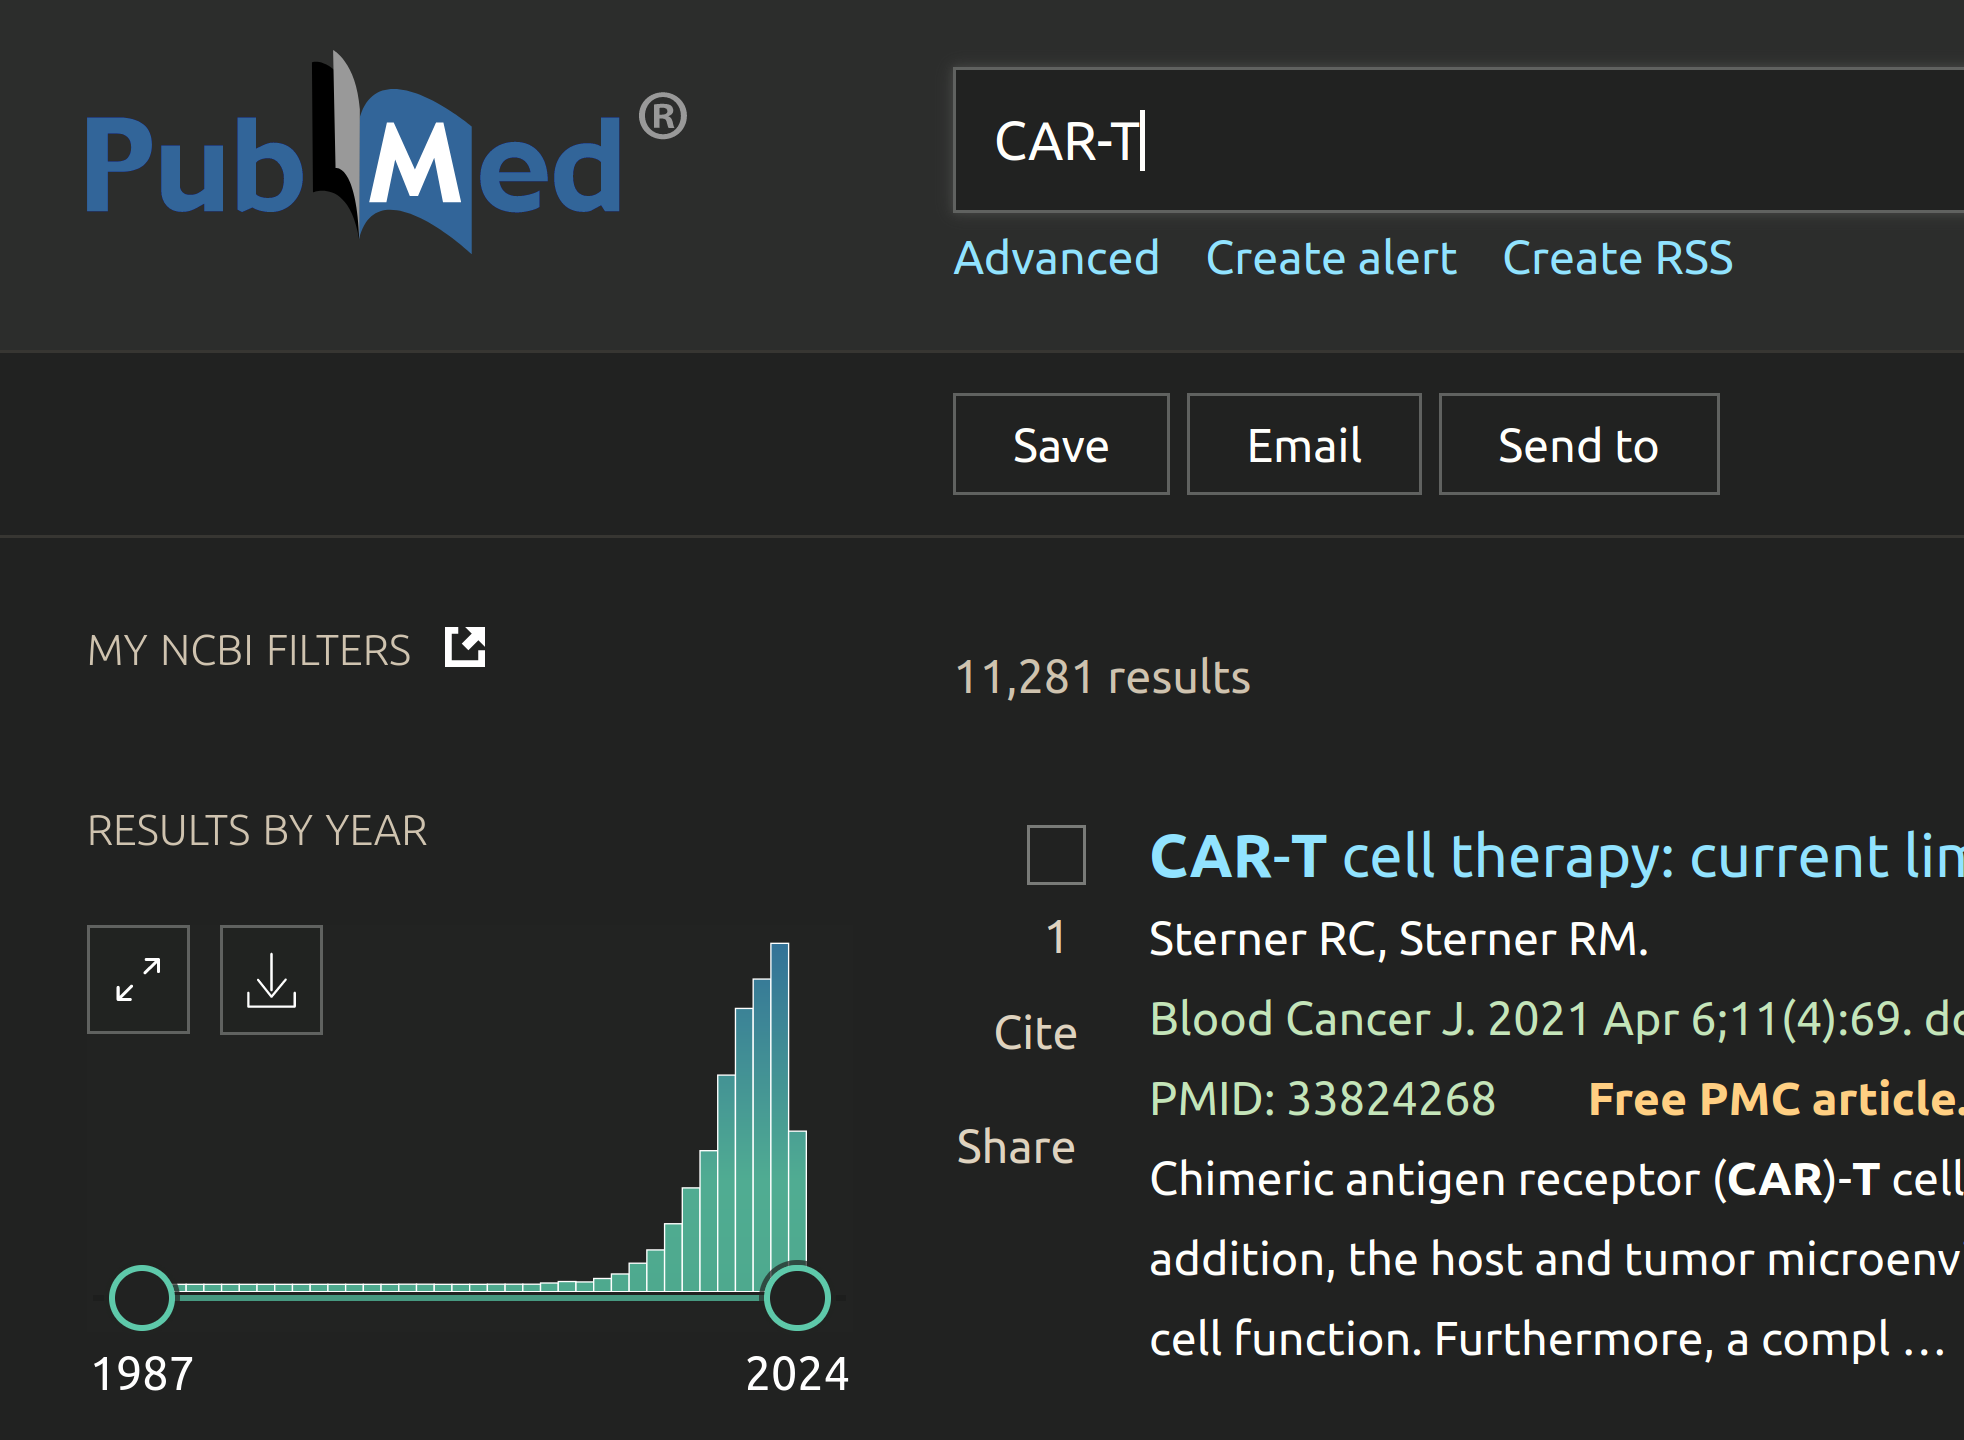 PubMed®
CAR-T
Advanced Create alert Create RSS
Save Email Send to
MY NCBI FILTERS
11,281 results
RESULTS BY YEAR
1987 2024
1
Cite
Share
CAR-T cell therapy: current
Sterner RC, Sterner RM.
Blood Cancer J. 2021 Apr 6;11(4):69.
PMID: 33824268 Free PMC article.
Chimeric antigen receptor (CAR)-T cell
addition, the host and tumor
cell function. Furthermore, a compl …